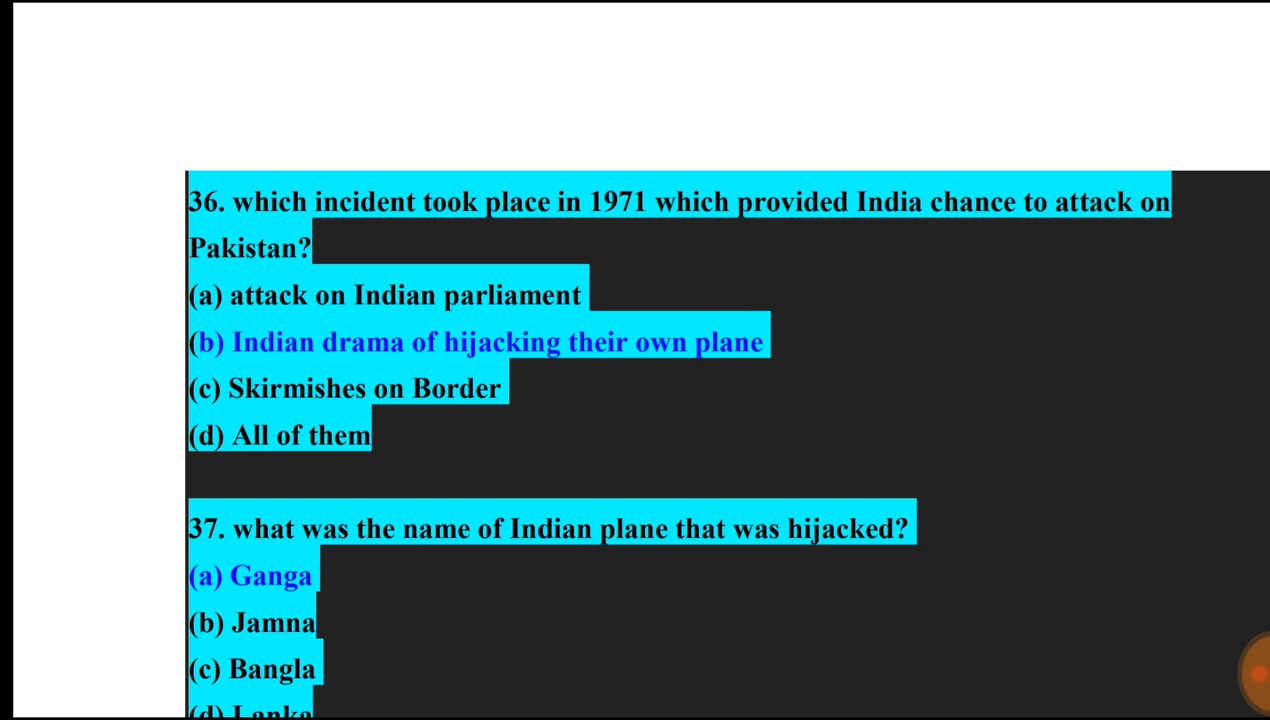 36. which incident took place in 1971 which provided India chance to attack on
Pakistan?
(a) attack on Indian parliament
(b) Indian drama of hijacking their own plane
(c) Skirmishes on Border
(d) All of them
37. what was the name of Indian plane that was hijacked?
(a) Ganga
(b) Jamna
(c) Bangla
(d) Lanka